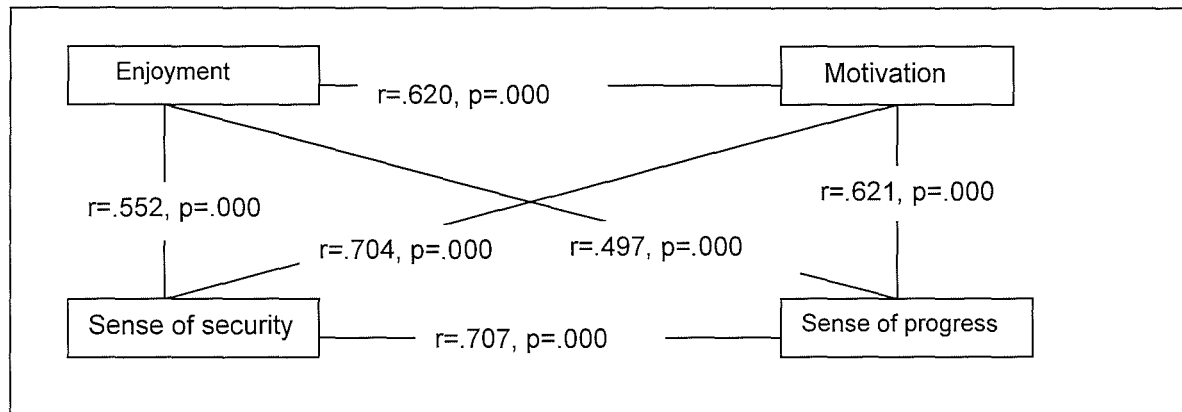 Enjoyment
Motivation
r=.620, p=.000
r=.552, p=.000
r=.621, p=.000
r=.704, p=.000
r=.497, p=.000
Sense of security
Sense of progress
r=.707, p=.000